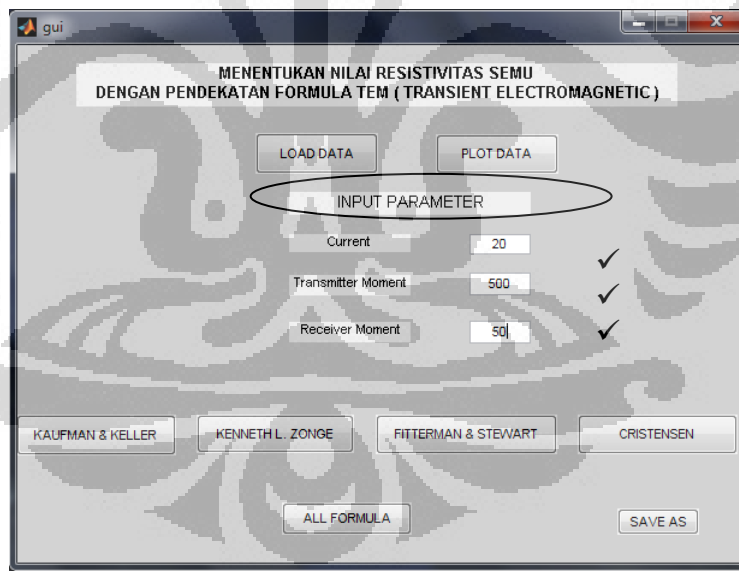 gui
MENENTUKAN NILAI RESISTIVITAS SEMU
DENGAN PENDEKATAN FORMULA TEM ( TRANSIENT ELECTROMAGNETIC )
LOAD DATA
PLOT DATA
INPUT PARAMETER
Current
20
Transmitter Moment
500
Receiver Moment
50
KAUFMAN & KELLER
KENNETH L. ZONGE
FITTERMAN & STEWART
CRISTENSEN
ALL FORMULA
SAVE AS